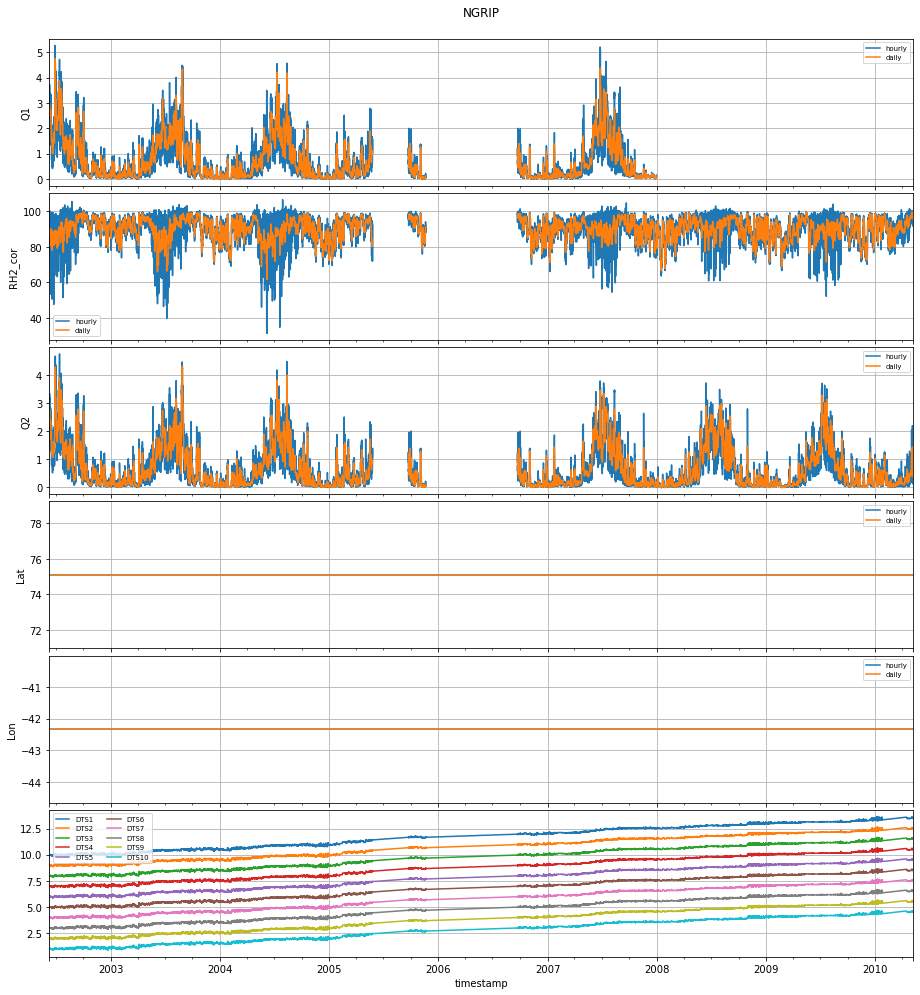 NGRIP
5
4
3
2
1
0
Q1
hourly
daily
100
80
60
40
RH2_cor
hourly
daily
4
3
2
1
0
Q2
hourly
daily
78
76
74
72
Lat
hourly
daily
−41
−42
−43
−44
Lon
hourly
daily
12.5
10.0
7.5
5.0
2.5
DTS1 DTS6
DTS2 DTS7
DTS3 DTS8
DTS4 DTS9
DTS5 DTS10
2003 2004 2005 2006 2007 2008 2009 2010
timestamp